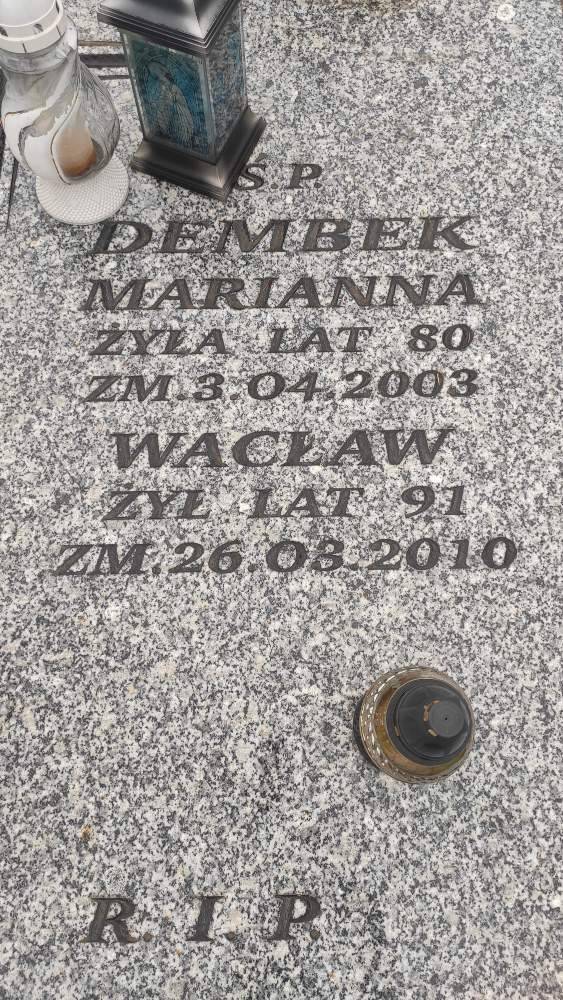 Ś.P.
DEMBEK
MARIANNA
ŻYŁA LAT 80
ZM.3.04.2003
WACŁAW
ŻYŁ LAT 91
ZM.26.03.2010
R.I.P.